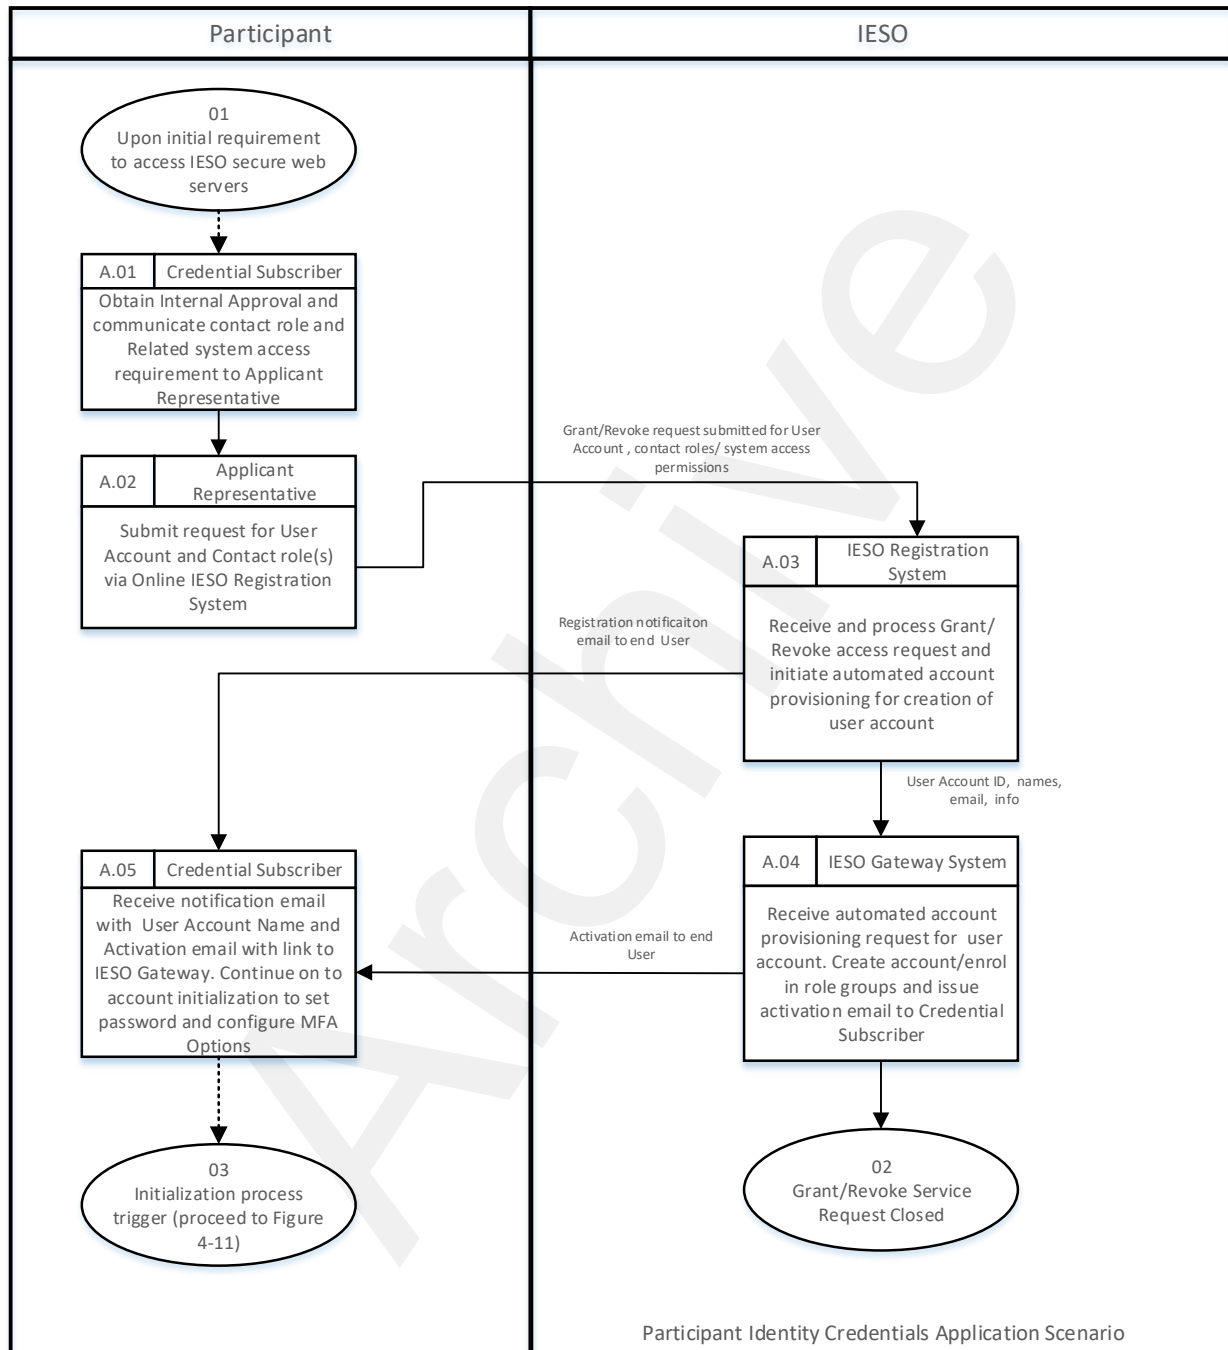 Participant
IESO
01
Upon initial requirement
to access IESO secure web
servers
A.01
Credential Subscriber
Obtain Internal Approval and
communicate contact role and
Related system access
requirement to Applicant
Representative
Grant/Revoke request submitted for User
Account , contact roles/ system access
permissions
A.02
Applicant
Representative
Submit request for User
Account and Contact role(s)
via Online IESO Registration
System
A.03
IESO Registration
System
Receive and process Grant/
Revoke access request and
initiate automated account
provisioning for creation of
user account
Registration notificaiton
email to end User
User Account ID, names,
email, info
A.05
Credential Subscriber
Receive notification email
with User Account Name and
Activation email with link to
IESO Gateway. Continue on to
account initialization to set
password and configure MFA
Options
A.04
IESO Gateway System
Receive automated account
provisioning request for user
account. Create account/enrol
in role groups and issue
activation email to Credential
Subscriber
Activation email to end
User
03
Initialization process
trigger (proceed to Figure
4-11)
02
Grant/Revoke Service
Request Closed
Participant Identity Credentials Application Scenario
Archive